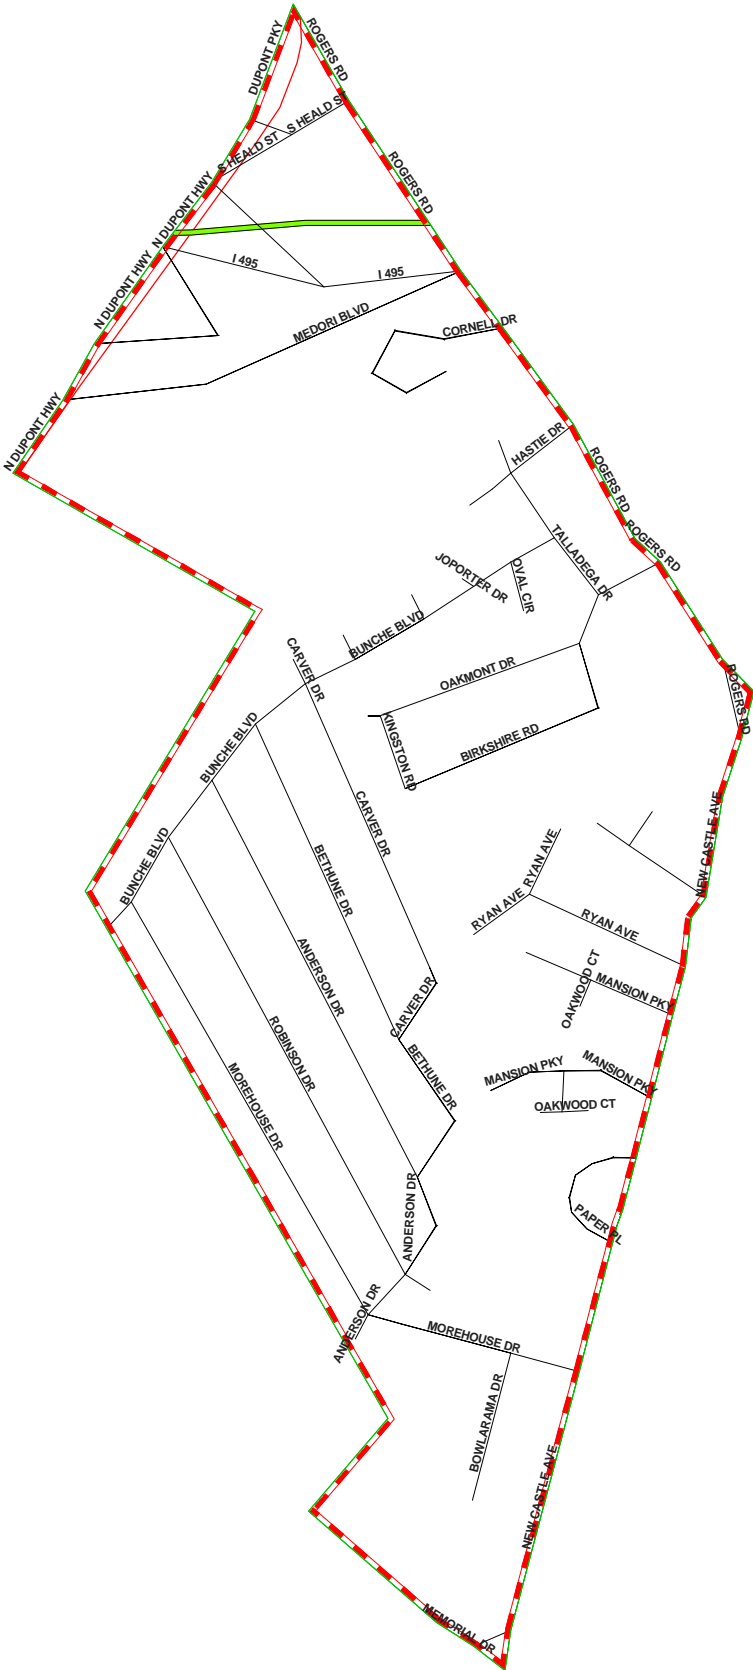 DUPONT PKY
ROGERS RD
S HEALD ST
S HEALD ST
ROGERS RD
N DUPONT HWY
N DUPONT HWY
I 495
I 495
MEDORI BLVD
CORNELL DR
N DUPONT HWY
HASTIE DR
ROGERS RD
ROGERS RD
TALLADEGA DR
JOPORTER DR
OVAL CIR
BUNCHE BLVD
CARVER DR
OAKMONT DR
ROGERS RD
KINGSTON RD
BIRKSHIRE RD
BUNCHE BLVD
CARVER DR
NEW CASTLE AVE
BUNCHE BLVD
BETHUNE DR
RYAN AVE
RYAN AVE
RYAN AVE
ANDERSON DR
OAKWOOD CT
MANSION PKY
CARVER DR
ROBINSON DR
BETHUNE DR
MANSION PKY
MANSION PKY
MOREHOUSE DR
OAKWOOD CT
ANDERSON DR
PAPER PL
ANDERSON DR
MOREHOUSE DR
BOWLARAMA DR
NEW CASTLE AVE
MEMORIAL DR